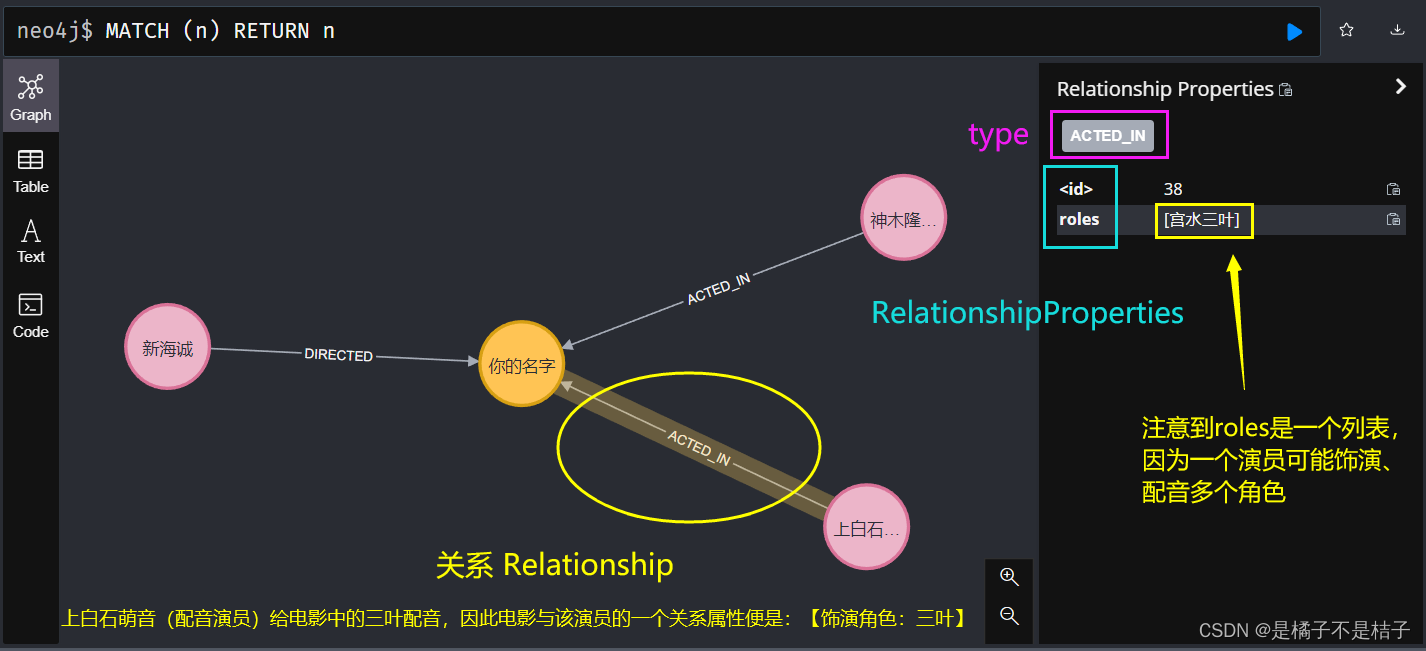 neo4j$ MATCH (n) RETURN n
Graph
Table
Text
Code
Relationship Properties
type
ACTED_IN
<id> 38
roles [宫水三叶]
神木隆...
ACTED_IN
新海诚
DIRECTED
你的名字
RelationshipProperties
ACTED_IN
上白石...
注意到roles是一个列表，
因为一个演员可能饰演、
配音多个角色
关系 Relationship
上白石萌音（配音演员）给电影中的三叶配音，因此电影与该演员的一个关系属性便是：【饰演角色：三叶】
CSDN @是橘子不是桔子